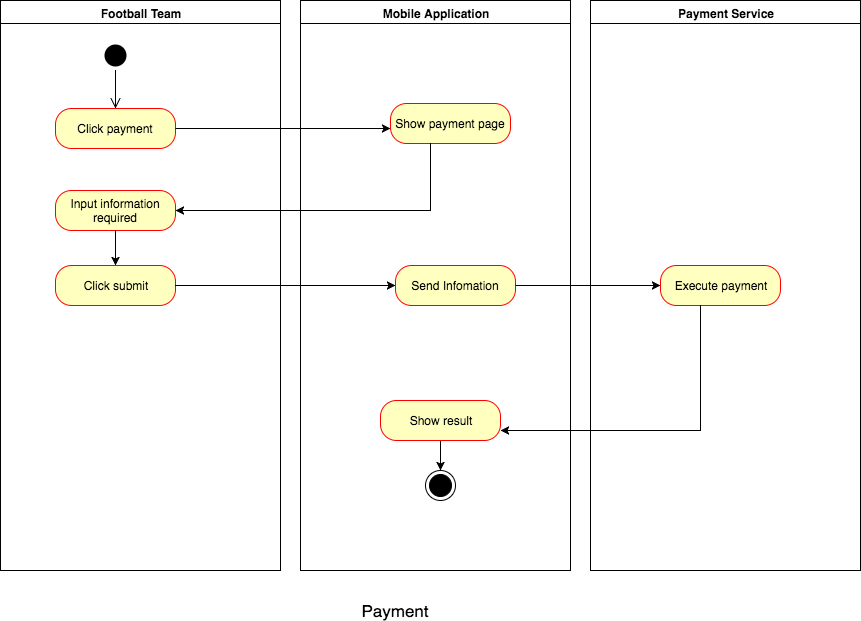 Football Team
Mobile Application
Payment Service
Click payment
Show payment page
Input information
required
Click submit
Send Infomation
Execute payment
Show result
Payment